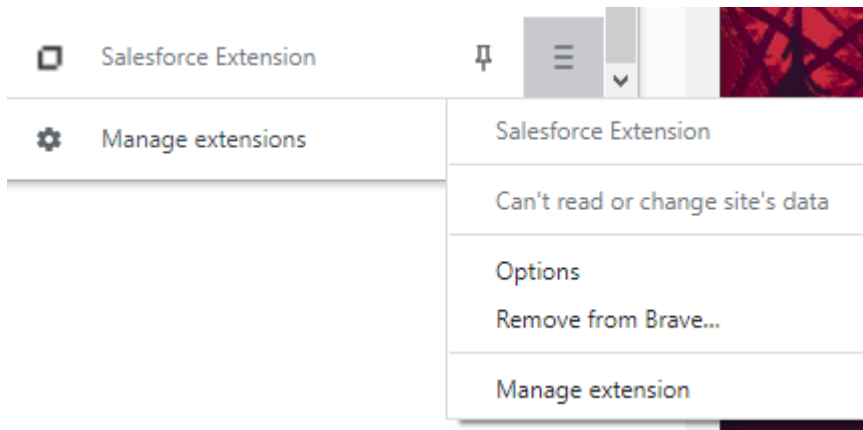 Salesforce Extension
Manage extensions
Salesforce Extension
Can't read or change site's data
Options
Remove from Brave...
Manage extension